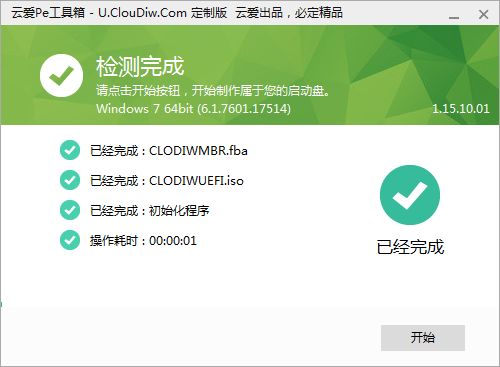 云爱Pe工具箱 - U.ClouDiw.Com 定制版  云爱出品，必定精品
检测完成
请点击开始按钮，开始制作属于您的启动盘。
Windows 7 64bit (6.1.7601.17514)
1.15.10.01
已经完成 : CLODIWMBR.fba
已经完成 : CLODIWUEFI.iso
已经完成 : 初始化程序
操作耗时 : 00:00:01
已经完成
开始